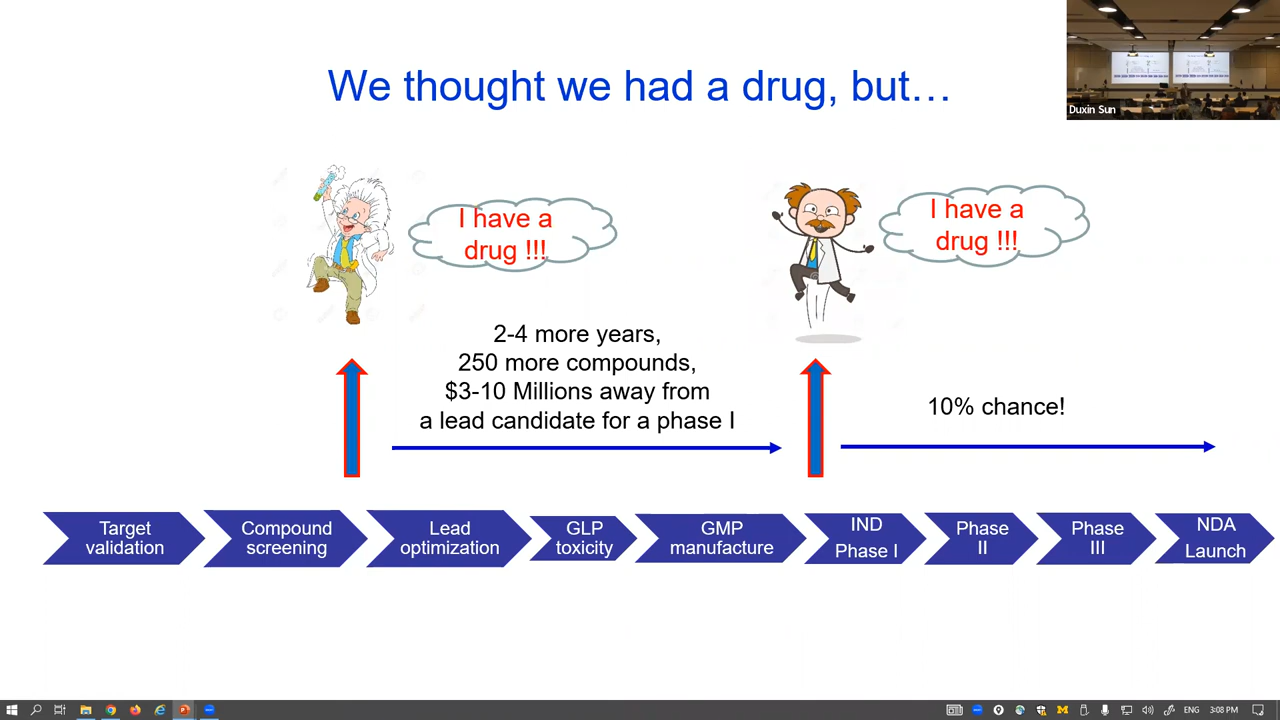 We thought we had a drug, but…
Duxin Sun
I have a
drug !!!
I have a
drug !!!
2-4 more years,
250 more compounds,
$3-10 Millions away from
a lead candidate for a phase I
10% chance!
Target
validation
Compound
screening
Lead
optimization
GLP
toxicity
GMP
manufacture
IND
Phase I
Phase
II
Phase
III
NDA
Launch
ENG
3:08 PM